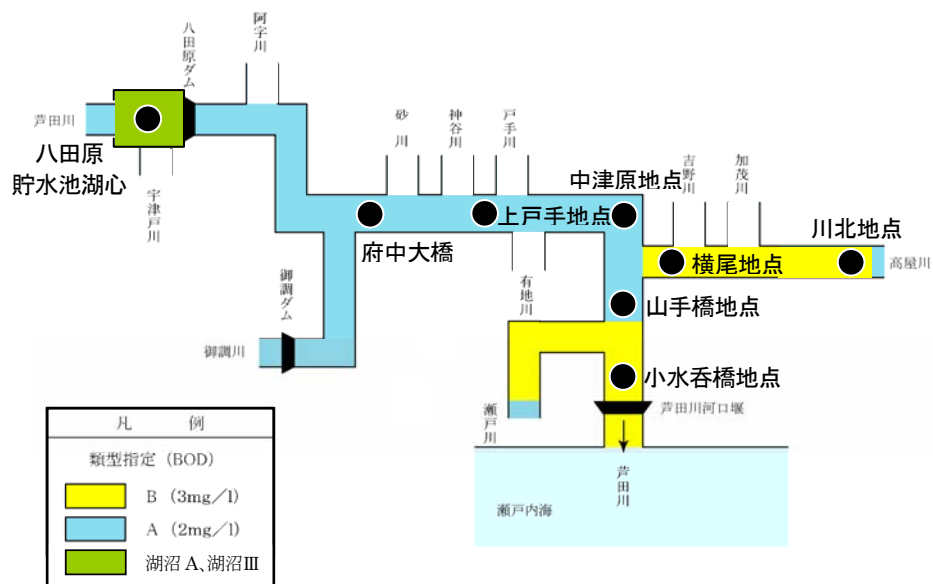 阿字川
八田原ダム
芦田川
八田原
貯水池湖心
宇津戸川
砂川
神谷川
戸手川
中津原地点
吉野川
加茂川
川北地点
上戸手地点
府中大橋
横尾地点
高屋川
有地川
御調ダム
山手橋地点
御調川
小水呑橋地点
芦田川河口堰
瀬戸川
芦田川
瀬戸内海
凡 例
類型指定(BOD)
B(3mg/l)
A(2mg/l)
湖沼A、湖沼Ⅲ